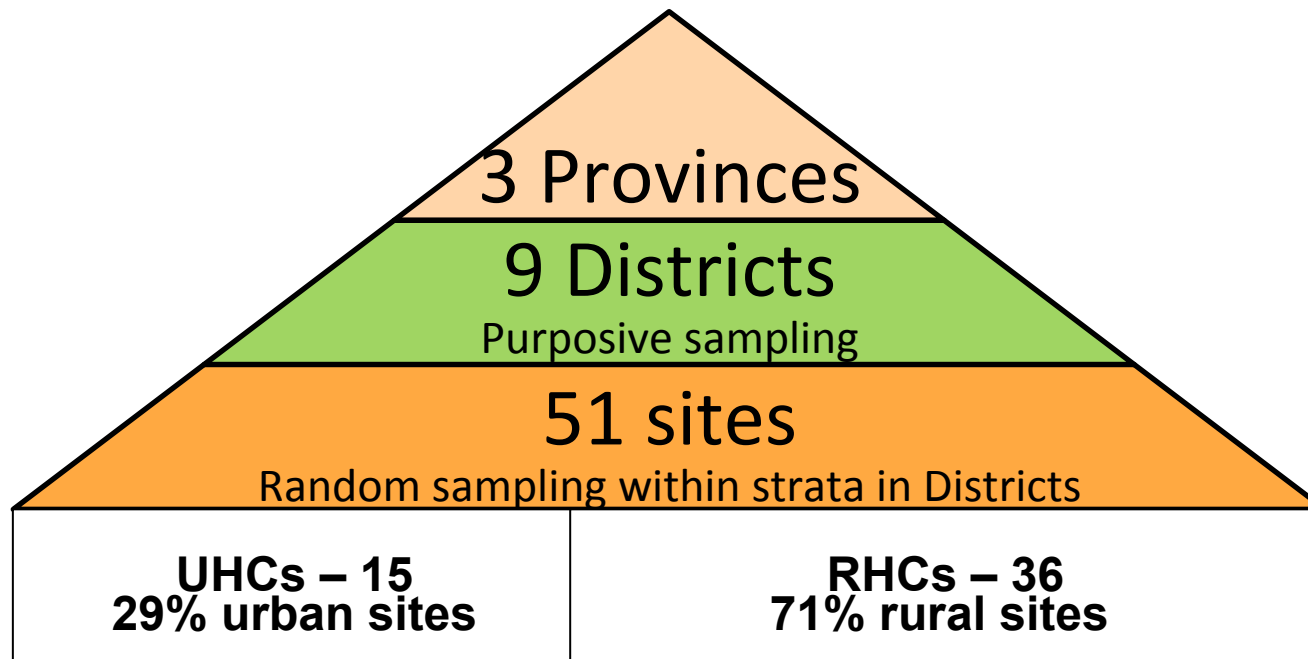 3 Provinces
9 Districts
Purposive sampling
51 sites
Random sampling within strata in Districts
UHCs – 15
29% urban sites
RHCs – 36
71% rural sites